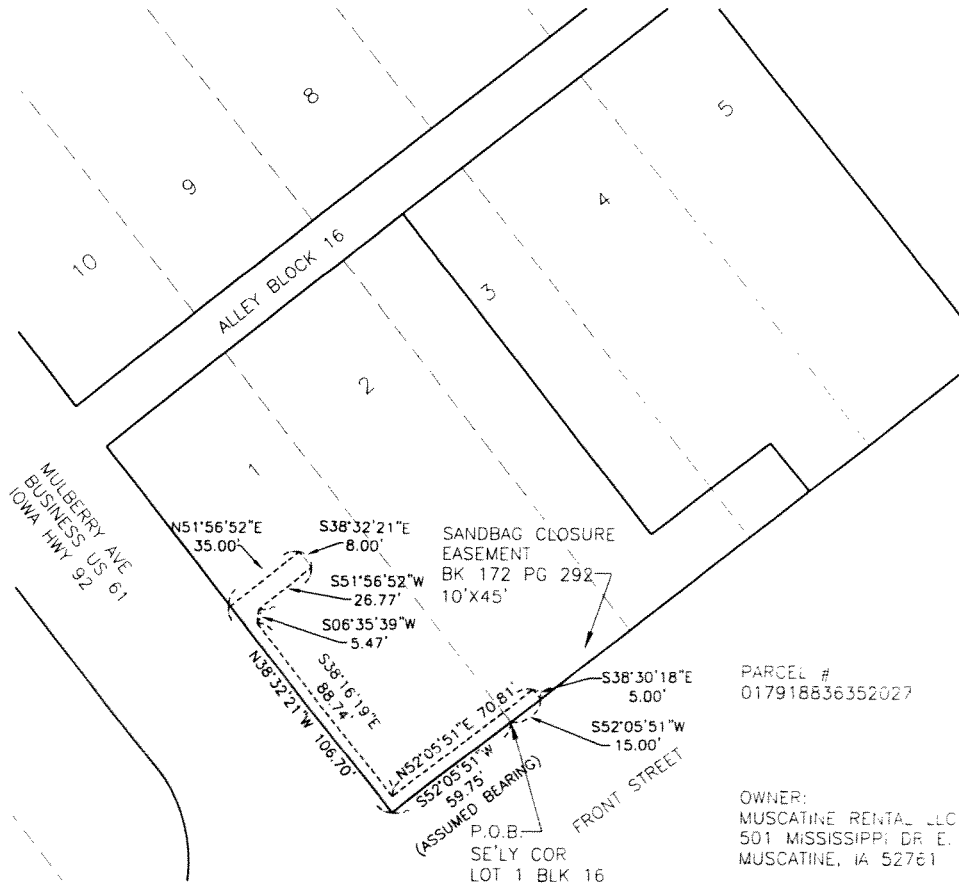 8
5
9
4
10
ALLEY BLOCK 16
3
2
1
MULBERRY AVE
BUSINESS US 61
IOWA HWY 92
N51°56'52"E
35.00'
S38°32'21"E
8.00'
S51°56'52"W
26.77'
S06°35'39"W
5.47'
SANDBAG CLOSURE
EASEMENT
BK 172 PG 292
10'X45'
N38°32'21"W 106.70'
S38°16'19"E
88.74'
N52°05'51"E 70.81'
S52°05'51"W
59.75'
(ASSUMED BEARING)
S38°30'18"E
5.00'
S52°05'51"W
15.00'
FRONT STREET
P.O.B.
SE'LY COR
LOT 1 BLK 16
PARCEL #
017918836352027
OWNER:
MUSCATINE RENTAL LLC
501 MISSISSIPPI DR E.
MUSCATINE, IA 52761